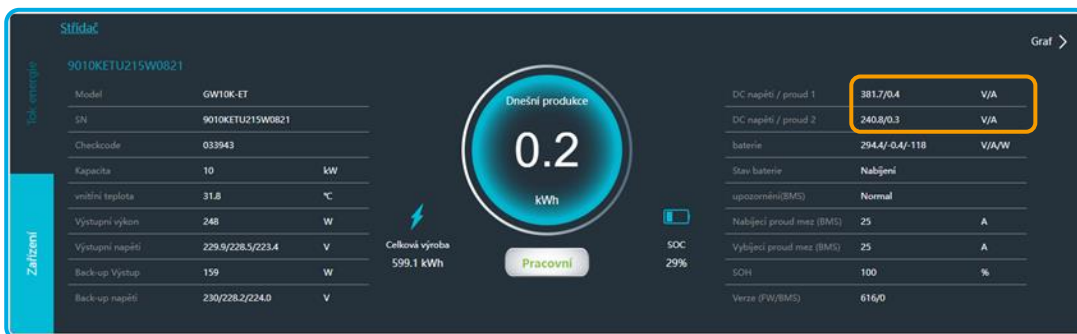 Střídač
Graf >
Tok energie
Zařízení
9010KETU215W0821
Model GW10K-ET
SN 9010KETU215W0821
Checkcode 033943
Kapacita 10 kW
vnitřní teplota 31.8 ℃
Výstupní výkon 248 W
Výstupní napětí 229.9/228.5/223.4 V
Back-up Výstup 159 W
Back-up napětí 230/228.2/224.0 V
Celková výroba
599.1 kWh
Dnešní produkce
0.2
kWh
Pracovní
SOC
29%
DC napětí / proud 1 381.7/0.4 V/A
DC napětí / proud 2 240.8/0.3 V/A
baterie 294.4/-0.4/-118 V/A/W
Stav baterie Nabíjení
upozornění(BMS) Normal
Nabíjecí proud mez (BMS) 25 A
Vybíjecí proud mez (BMS) 25 A
SOH 100 %
Verze (FW/BMS) 616/0